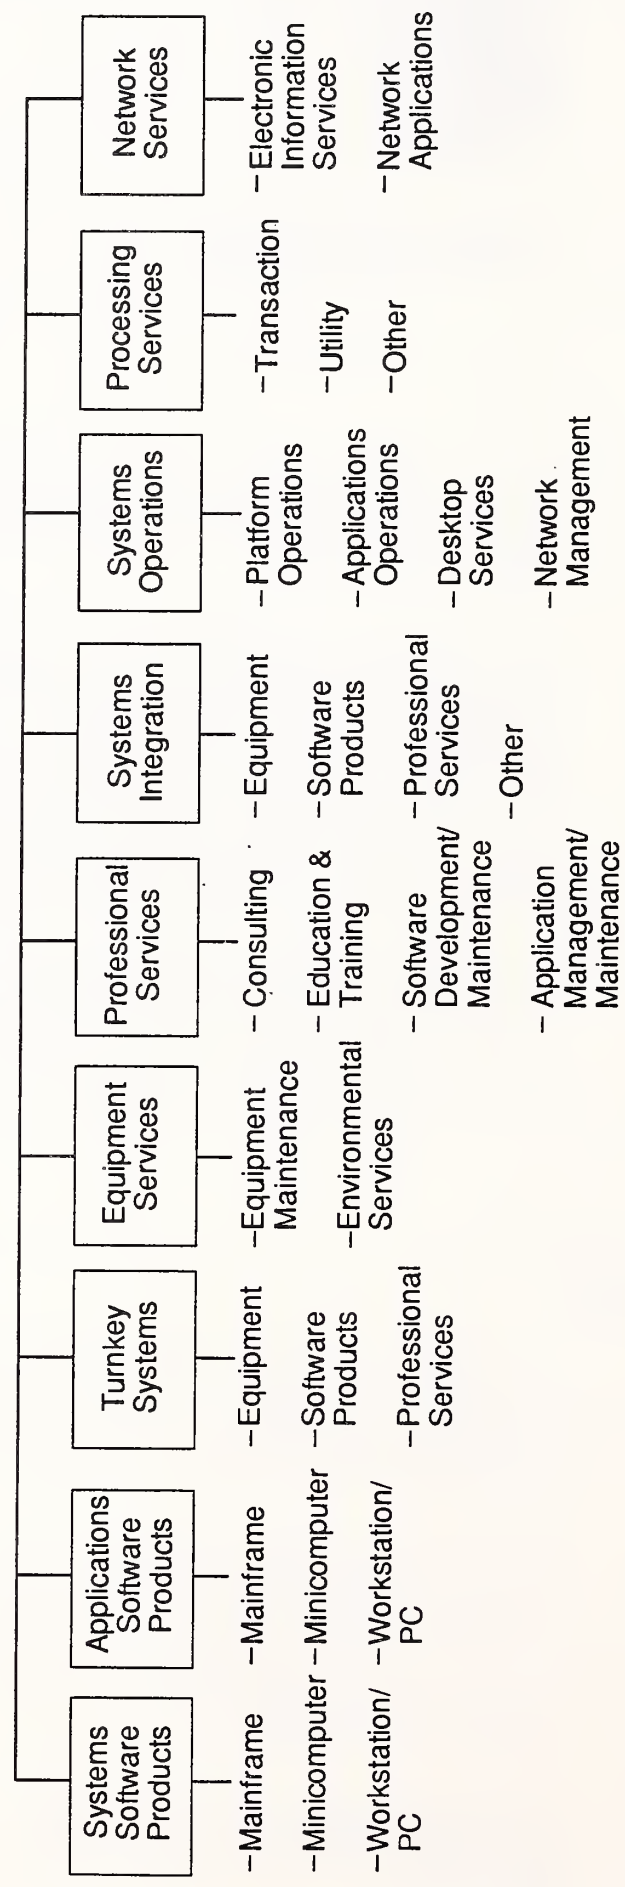 Systems
Software
Products
–Mainframe
–Minicomputer
–Workstation/
PC
Applications
Software
Products
–Mainframe
–Minicomputer
–Workstation/
PC
Turnkey
Systems
–Equipment
–Software
Products
–Professional
Services
Equipment
Services
–Equipment
Maintenance
–Environmental
Services
Professional
Services
– Consulting
– Education &
Training
– Software
Development/
Maintenance
– Application
Management/
Maintenance
Systems
Integration
–Equipment
–Software
Products
–Professional
Services
–Other
Systems
Operations
–Platform
Operations
–Applications
Operations
–Desktop
Services
–Network
Management
Processing
Services
–Transaction
–Utility
–Other
Network
Services
–Electronic
Information
Services
–Network
Applications